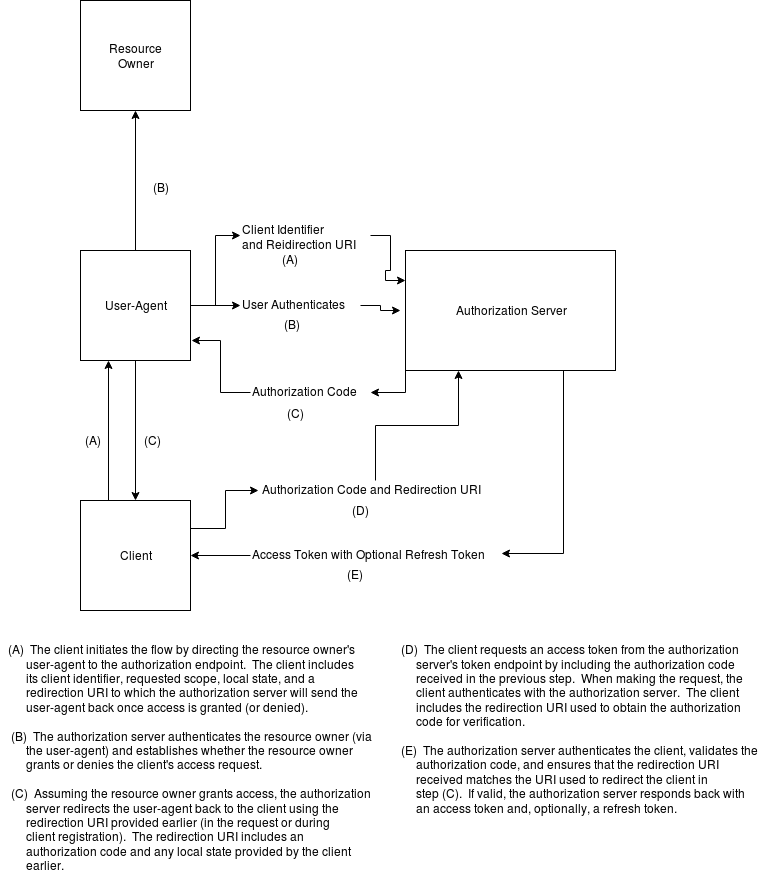 Resource
Owner
(B)
Client Identifier
and Reidirection URI
(A)
User-Agent
User Authenticates
(B)
Authorization Server
Authorization Code
(C)
(A)
(C)
Authorization Code and Redirection URI
(D)
Client
Access Token with Optional Refresh Token
(E)
(A) The client initiates the flow by directing the resource owner's
user-agent to the authorization endpoint. The client includes
its client identifier, requested scope, local state, and a
redirection URI to which the authorization server will send the
user-agent back once access is granted (or denied).
(B) The authorization server authenticates the resource owner (via
the user-agent) and establishes whether the resource owner
grants or denies the client's access request.
(C) Assuming the resource owner grants access, the authorization
server redirects the user-agent back to the client using the
redirection URI provided earlier (in the request or during
client registration). The redirection URI includes an
authorization code and any local state provided by the client
earlier.
(D) The client requests an access token from the authorization
server's token endpoint by including the authorization code
received in the previous step. When making the request, the
client authenticates with the authorization server. The client
includes the redirection URI used to obtain the authorization
code for verification.
(E) The authorization server authenticates the client, validates the
authorization code, and ensures that the redirection URI
received matches the URI used to redirect the client in
step (C). If valid, the authorization server responds back with
an access token and, optionally, a refresh token.